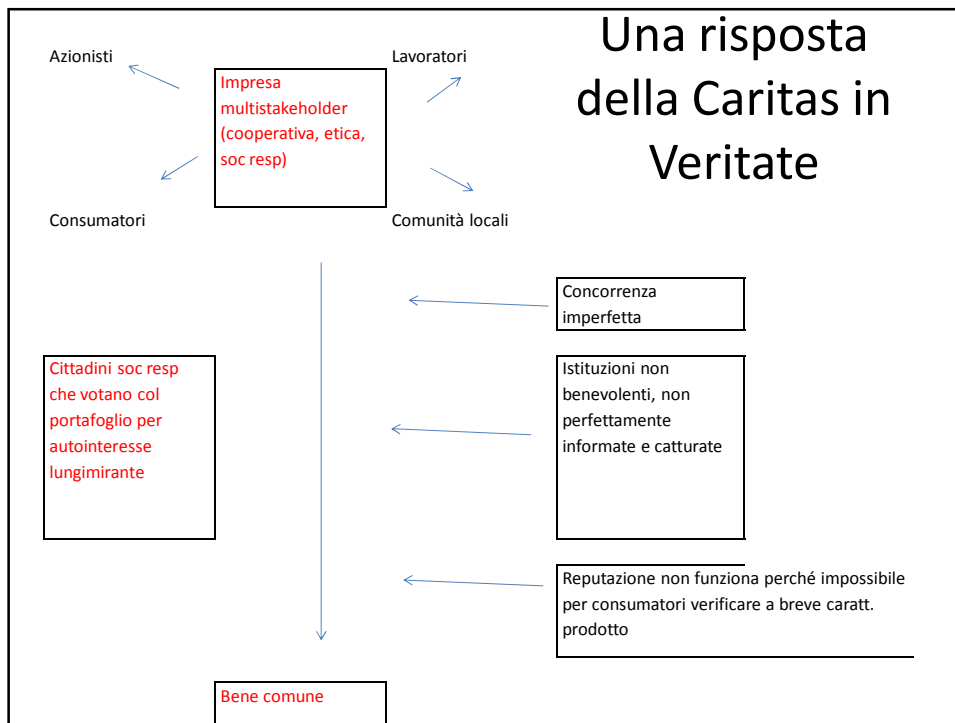 Una risposta
della Caritas in
Veritate
Azionisti
Lavoratori
Impresa
multistakeholder
(cooperativa, etica,
soc resp)
Consumatori
Comunità locali
Concorrenza
imperfetta
Cittadini soc resp
che votano col
portafoglio per
autointeresse
lungimirante
Istituzioni non
benevolenti, non
perfettamente
informate e catturate
Reputazione non funziona perché impossibile
per consumatori verificare a breve caratt.
prodotto
Bene comune